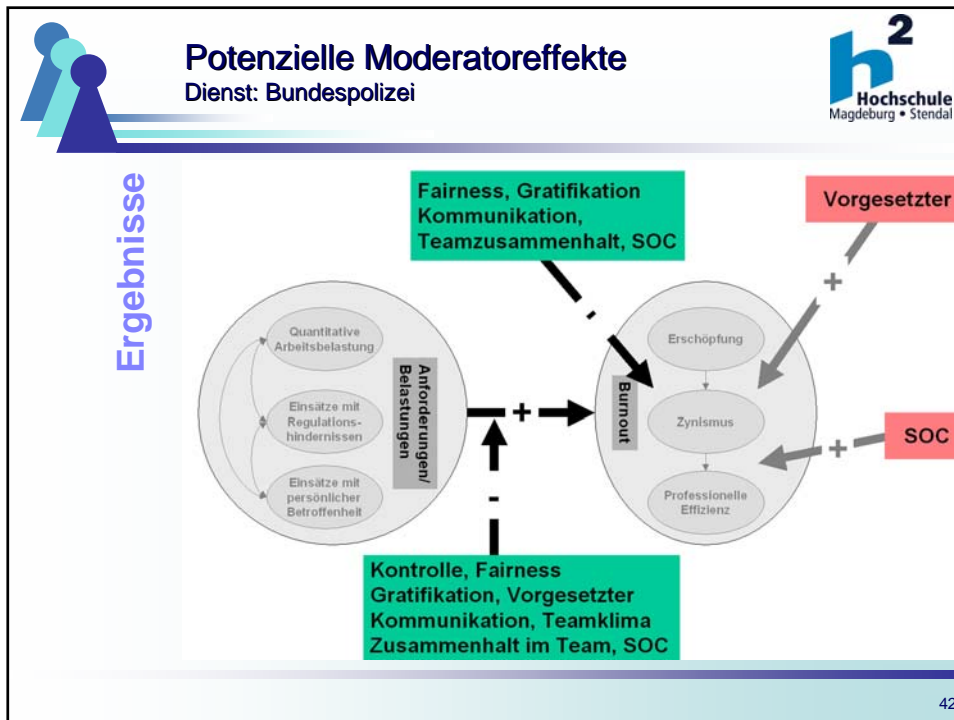 Potenzielle Moderatoreffekte
Dienst: Bundespolizei
h2
Hochschule
Magdeburg • Stendal
Ergebnisse
Fairness, Gratifikation
Kommunikation,
Teamzusammenhalt, SOC
Vorgesetzter
-
+
Quantitative
Arbeitsbelastung
Einsätze mit
Regulations-
hindernissen
Einsätze mit
persönlicher
Betroffenheit
Anforderungen/
Belastungen
+
Burnout
Erschöpfung
Zynismus
Professionelle
Effizienz
+
SOC
-
Kontrolle, Fairness
Gratifikation, Vorgesetzter
Kommunikation, Teamklima
Zusammenhalt im Team, SOC
42